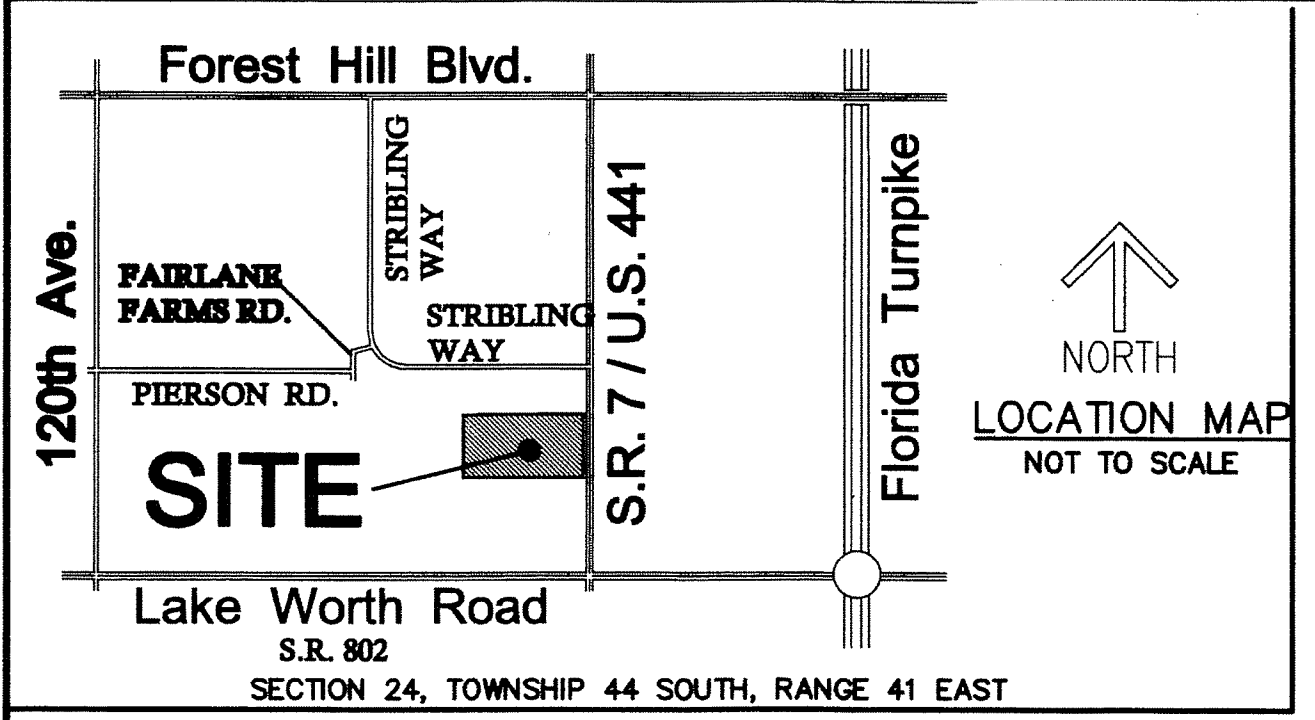 Forest Hill Blvd.
STRIBLING
WAY
120th Ave.
FAIRLANE
FARMS RD.
STRIBLING
WAY
S.R. 7 / U.S. 441
Florida Turnpike
NORTH
PIERSON RD.
LOCATION MAP
NOT TO SCALE
SITE
Lake Worth Road
S.R. 802
SECTION 24, TOWNSHIP 44 SOUTH, RANGE 41 EAST